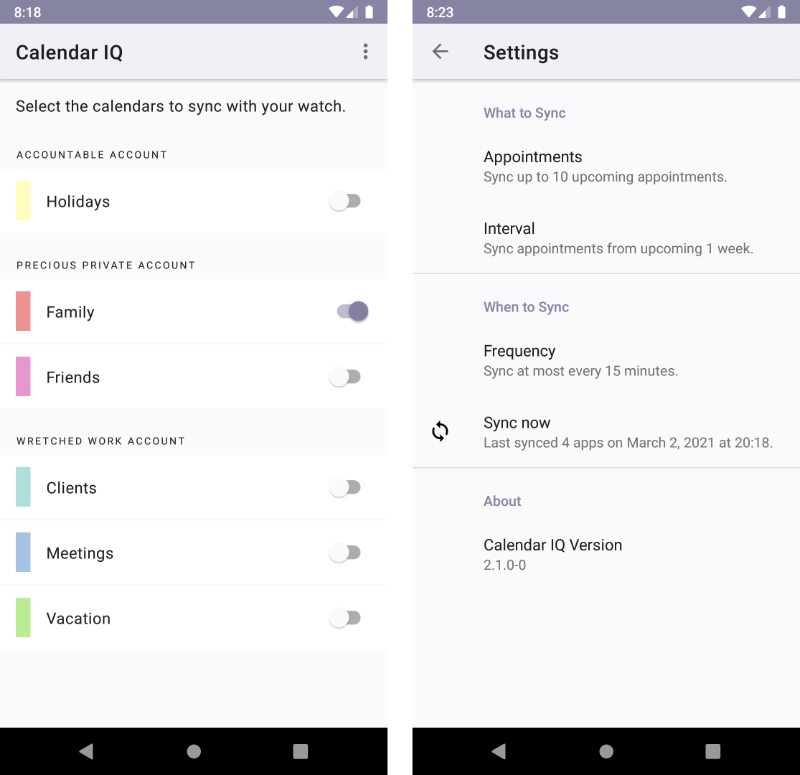 8:18
Calendar IQ
Select the calendars to sync with your watch.
ACCOUNTABLE ACCOUNT
Holidays
PRECIOUS PRIVATE ACCOUNT
Family
Friends
WRETCHED WORK ACCOUNT
Clients
Meetings
Vacation
8:23
Settings
What to Sync
Appointments
Sync up to 10 upcoming appointments.
Interval
Sync appointments from upcoming 1 week.
When to Sync
Frequency
Sync at most every 15 minutes.
Sync now
Last synced 4 apps on March 2, 2021 at 20:18.
About
Calendar IQ Version
2.1.0-0